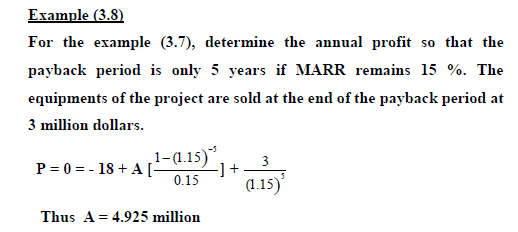 Example (3.8)
For the example (3.7), determine the annual profit so that the
payback period is only 5 years if MARR remains 15 %. The
equipments of the project are sold at the end of the payback period at
3 million dollars.
P = 0 = - 18 + A [\frac{1-(1.15)^{-5}}{0.15}] + \frac{3}{(1.15)^{5}}
Thus A = 4.925 million